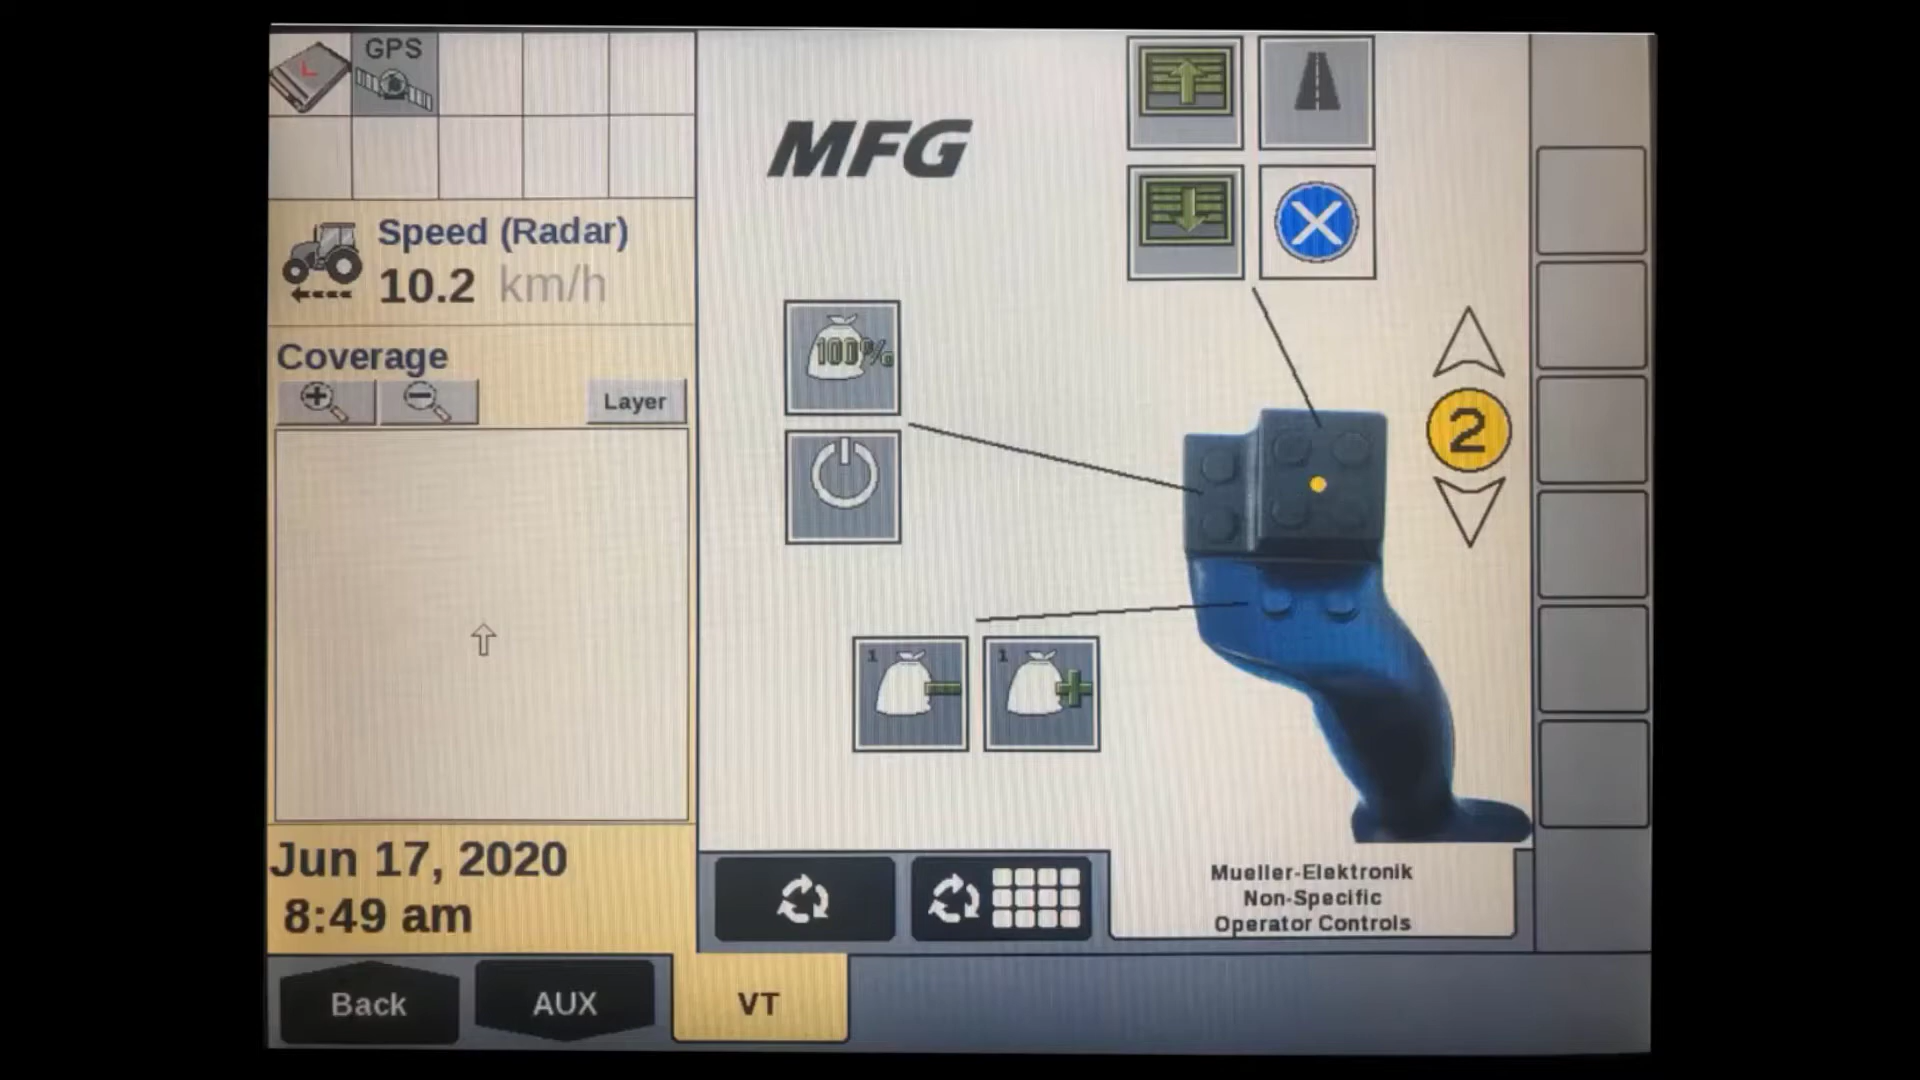 GPS
Speed (Radar)
10.2 km/h
Coverage
Layer
MFG
100%
2
1
1
Jun 17, 2020
8:49 am
Mueller-Elektronik
Non-Specific
Operator Controls
Back
AUX
VT